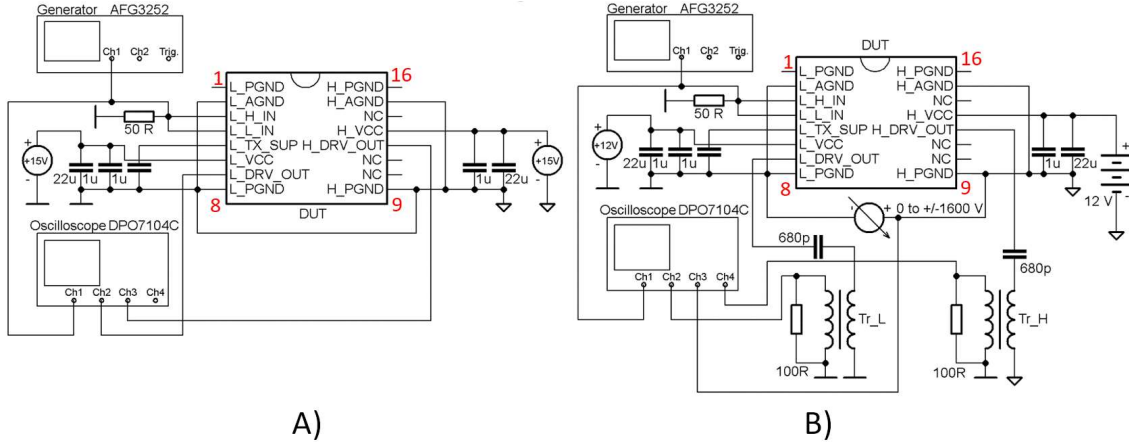 Generator AFG3252
Ch1 Ch2 Trig.
1
16
L_PGND H_PGND
L_AGND H_AGND
L_H_IN NC
L_L_IN H_VCC
L_TX_SUP H_DRV_OUT
L_VCC NC
L_DRV_OUT NC
L_PGND H_PGND
8
DUT
9
50 R
+
+15V
-
22u 1u 1u
1u 22u
+
+15V
-
Oscilloscope DPO7104C
Ch1 Ch2 Ch3 Ch4
A)
Generator AFG3252
Ch1 Ch2 Trig.
DUT
1
16
L_PGND H_PGND
L_AGND H_AGND
L_H_IN NC
L_L_IN H_VCC
L_TX_SUP H_DRV_OUT
L_VCC NC
L_DRV_OUT NC
L_PGND H_PGND
8
9
50 R
+
+12V
-
22u 1u 1u
1u 22u
+
-
12 V
- + 0 to +/-1600 V
Oscilloscope DPO7104C
Ch1 Ch2 Ch3 Ch4
680p
680p
Tr_L
Tr_H
100R
100R
B)